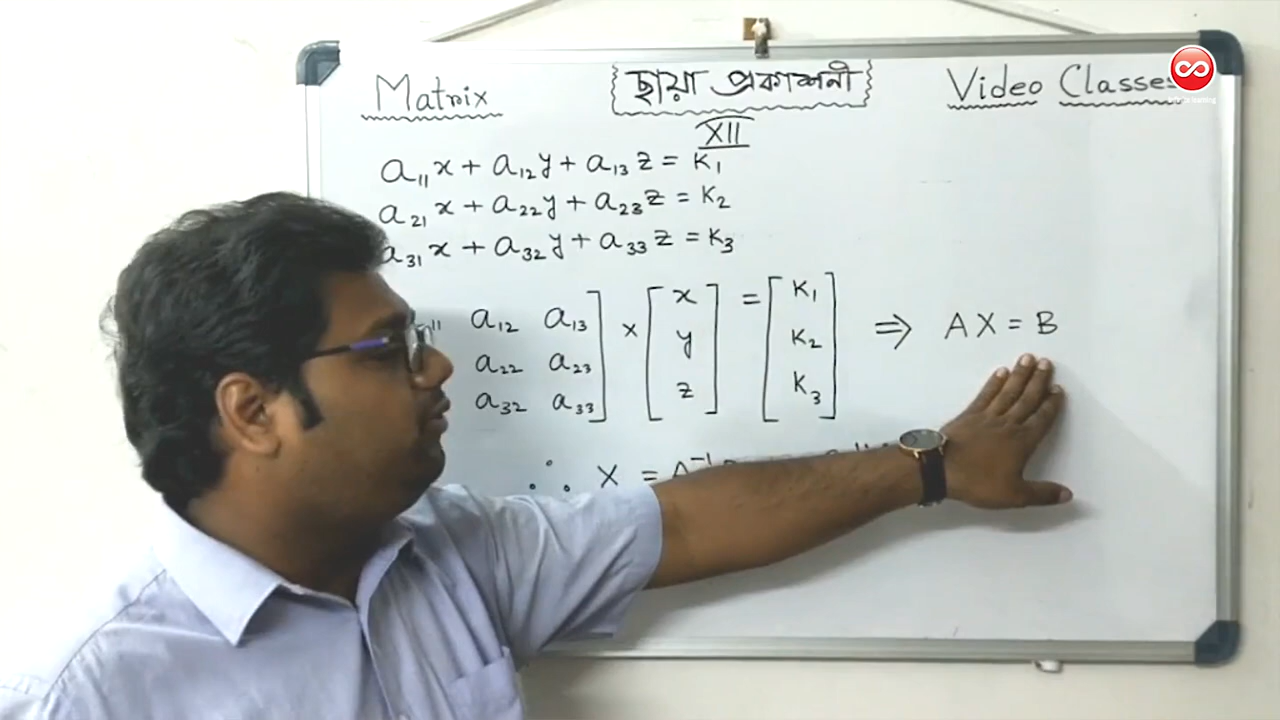 Matrix
ছায়া প্রকাশনী
Video Classes
XII
a₁₁x + a₁₂y + a₁₃z = K₁
a₂₁x + a₂₂y + a₂₃z = K₂
a₃₁x + a₃₂y + a₃₃z = K₃
a₁₂ a₁₃ ] × [ x ] = [ K₁ ] ⇒ AX = B
a₂₂ a₂₃ ] [ y ] [ K₂ ]
a₃₂ a₃₃ ] [ z ] [ K₃ ]
∴ X = A⁻¹